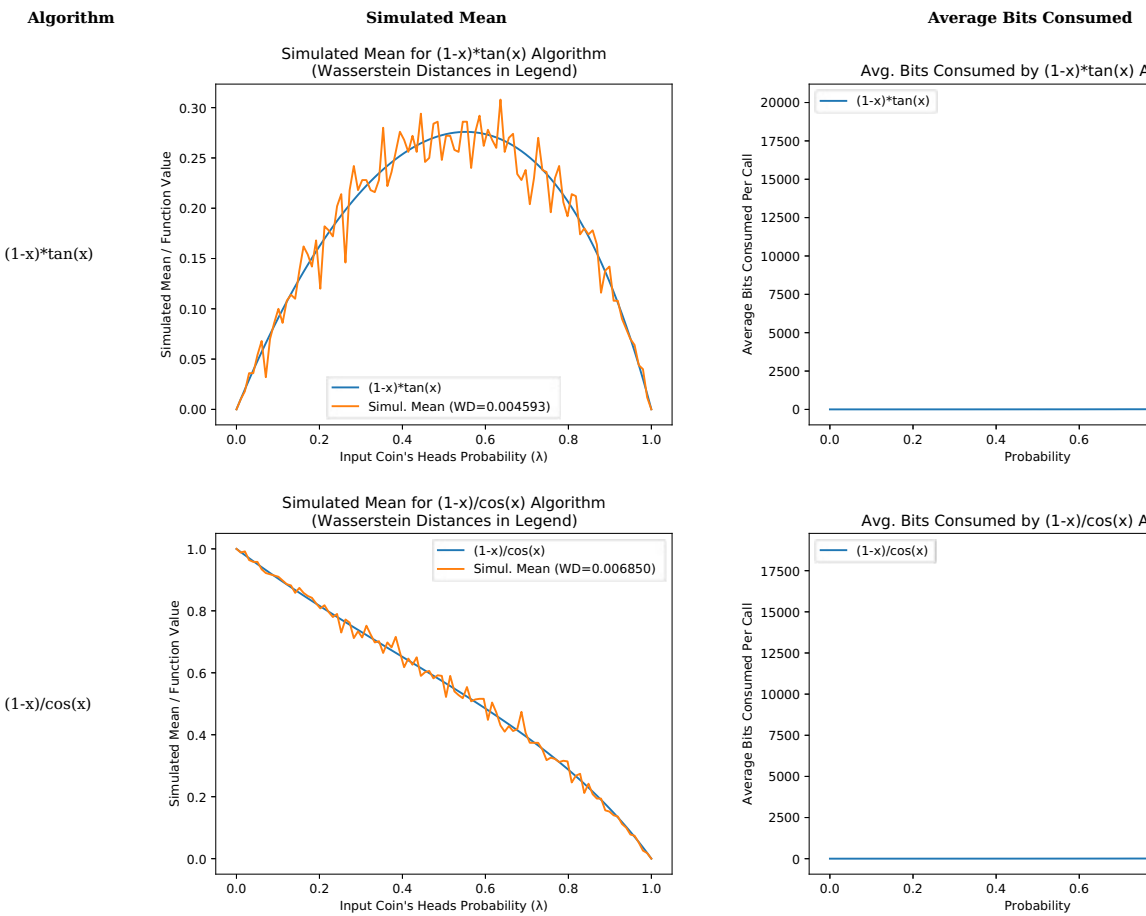 Algorithm
Simulated Mean
Average Bits Consumed
(1-x)*tan(x)
Simulated Mean for (1-x)*tan(x) Algorithm
(Wasserstein Distances in Legend)
Simulated Mean / Function Value
0.30
0.25
0.20
0.15
0.10
0.05
0.00
(1-x)*tan(x)
Simul. Mean (WD=0.004593)
0.0 0.2 0.4 0.6 0.8 1.0
Input Coin's Heads Probability (λ)
Avg. Bits Consumed by (1-x)*tan(x) A
(1-x)*tan(x)
Average Bits Consumed Per Call
20000
17500
15000
12500
10000
7500
5000
2500
0
0.0 0.2 0.4 0.6
Probability
(1-x)/cos(x)
Simulated Mean for (1-x)/cos(x) Algorithm
(Wasserstein Distances in Legend)
(1-x)/cos(x)
Simul. Mean (WD=0.006850)
Simulated Mean / Function Value
1.0
0.8
0.6
0.4
0.2
0.0
0.0 0.2 0.4 0.6 0.8 1.0
Input Coin's Heads Probability (λ)
Avg. Bits Consumed by (1-x)/cos(x) A
(1-x)/cos(x)
Average Bits Consumed Per Call
17500
15000
12500
10000
7500
5000
2500
0
0.0 0.2 0.4 0.6
Probability